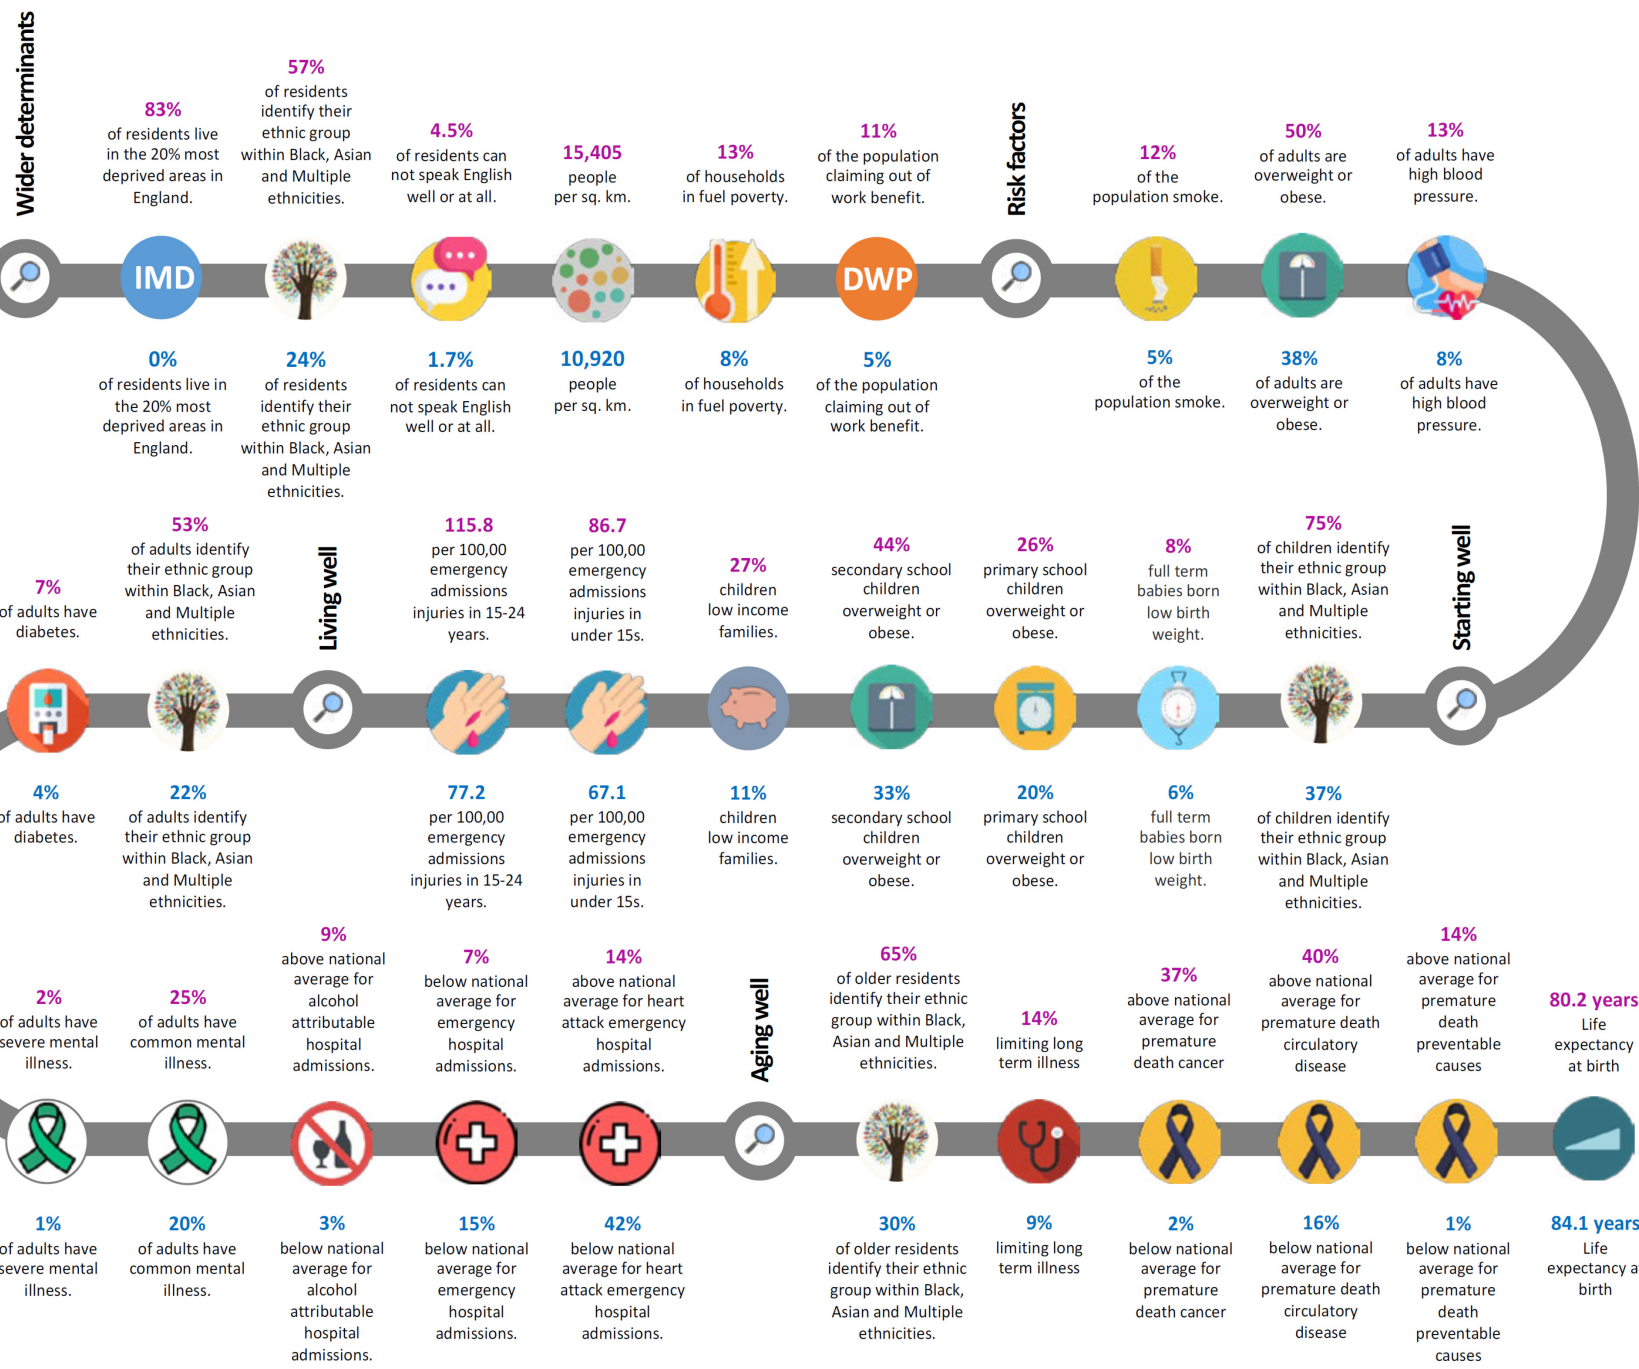 Wider determinants
83%
of residents live
in the 20% most
deprived areas in
England.
57%
of residents
identify their
ethnic group
within Black, Asian
and Multiple
ethnicities.
4.5%
of residents can
not speak English
well or at all.
15,405
people
per sq. km.
13%
of households
in fuel poverty.
11%
of the population
claiming out of
work benefit.
Risk factors
12%
of the
population smoke.
50%
of adults are
overweight or
obese.
13%
of adults have
high blood
pressure.
IMD
DWP
0%
of residents live in
the 20% most
deprived areas in
England.
24%
of residents
identify their
ethnic group
within Black, Asian
and Multiple
ethnicities.
1.7%
of residents can
not speak English
well or at all.
10,920
people
per sq. km.
8%
of households
in fuel poverty.
5%
of the population
claiming out of
work benefit.
5%
of the
population smoke.
38%
of adults are
overweight or
obese.
8%
of adults have
high blood
pressure.
7%
of adults have
diabetes.
53%
of adults identify
their ethnic group
within Black, Asian
and Multiple
ethnicities.
Living well
115.8
per 100,00
emergency
admissions
injuries in 15-24
years.
86.7
per 100,00
emergency
admissions
injuries in
under 15s.
27%
children
low income
families.
44%
secondary school
children
overweight or
obese.
26%
primary school
children
overweight or
obese.
8%
full term
babies born
low birth
weight.
75%
of children identify
their ethnic group
within Black, Asian
and Multiple
ethnicities.
Starting well
4%
of adults have
diabetes.
22%
of adults identify
their ethnic group
within Black, Asian
and Multiple
ethnicities.
77.2
per 100,00
emergency
admissions
injuries in 15-24
years.
67.1
per 100,00
emergency
admissions
injuries in
under 15s.
11%
children
low income
families.
33%
secondary school
children
overweight or
obese.
20%
primary school
children
overweight or
obese.
6%
full term
babies born
low birth
weight.
37%
of children identify
their ethnic group
within Black, Asian
and Multiple
ethnicities.
2%
of adults have
severe mental
illness.
25%
of adults have
common mental
illness.
9%
above national
average for
alcohol
attributable
hospital
admissions.
7%
below national
average for
emergency
hospital
admissions.
14%
above national
average for heart
attack emergency
hospital
admissions.
Aging well
65%
of older residents
identify their ethnic
group within Black,
Asian and Multiple
ethnicities.
14%
limiting long
term illness
37%
above national
average for
premature
death cancer
40%
above national
average for
premature death
circulatory
disease
14%
above national
average for
premature
death
preventable
causes
80.2 years
Life
expectancy
at birth
1%
of adults have
severe mental
illness.
20%
of adults have
common mental
illness.
3%
below national
average for
alcohol
attributable
hospital
admissions.
15%
below national
average for
emergency
hospital
admissions.
42%
below national
average for heart
attack emergency
hospital
admissions.
30%
of older residents
identify their ethnic
group within Black,
Asian and Multiple
ethnicities.
9%
limiting long
term illness
2%
below national
average for
premature
death cancer
16%
below national
average for
premature death
circulatory
disease
1%
below national
average for
premature
death
preventable
causes
84.1 years
Life
expectancy at
birth